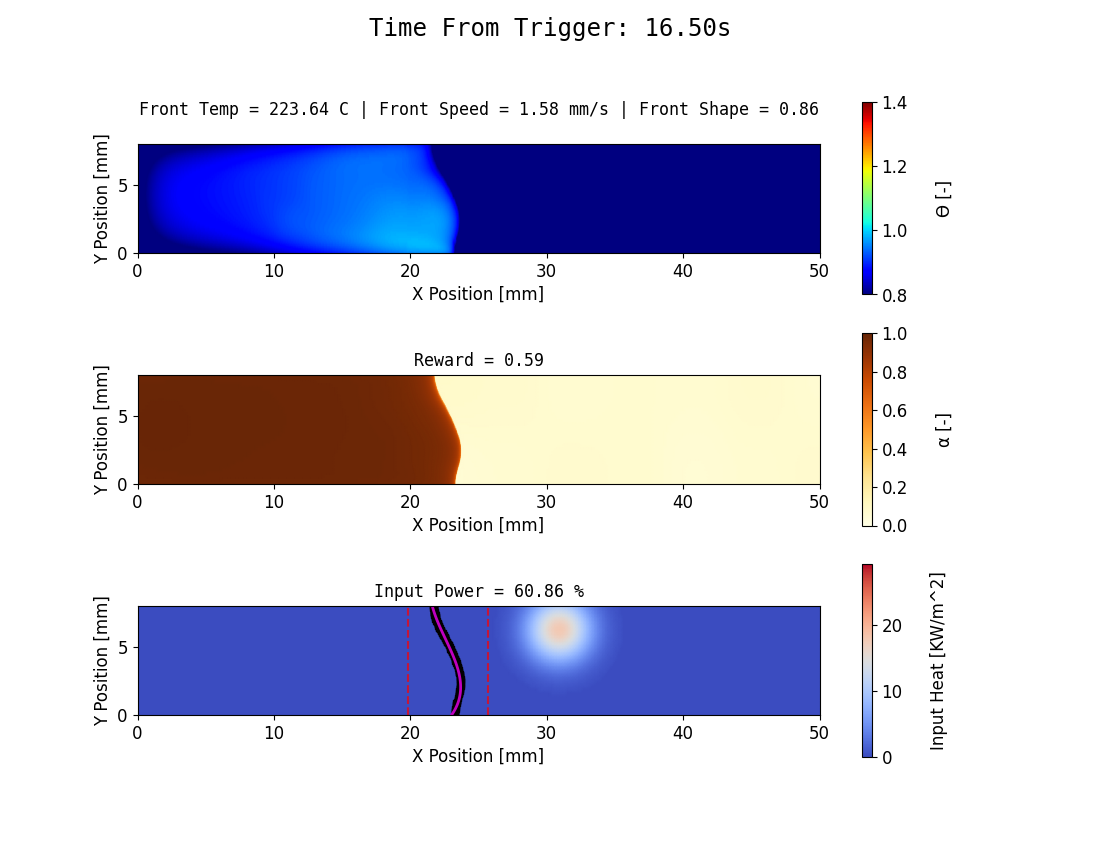 Time From Trigger: 16.50s
Front Temp = 223.64 C | Front Speed = 1.58 mm/s | Front Shape = 0.86
Y Position [mm]
5
0
0 10 20 30 40 50
X Position [mm]
1.4
1.2
1.0
0.8
Θ [-]
Reward = 0.59
Y Position [mm]
5
0
0 10 20 30 40 50
X Position [mm]
1.0
0.8
0.6
0.4
0.2
0.0
α [-]
Input Power = 60.86 %
Y Position [mm]
5
0
0 10 20 30 40 50
X Position [mm]
20
10
0
Input Heat [KW/m^2]